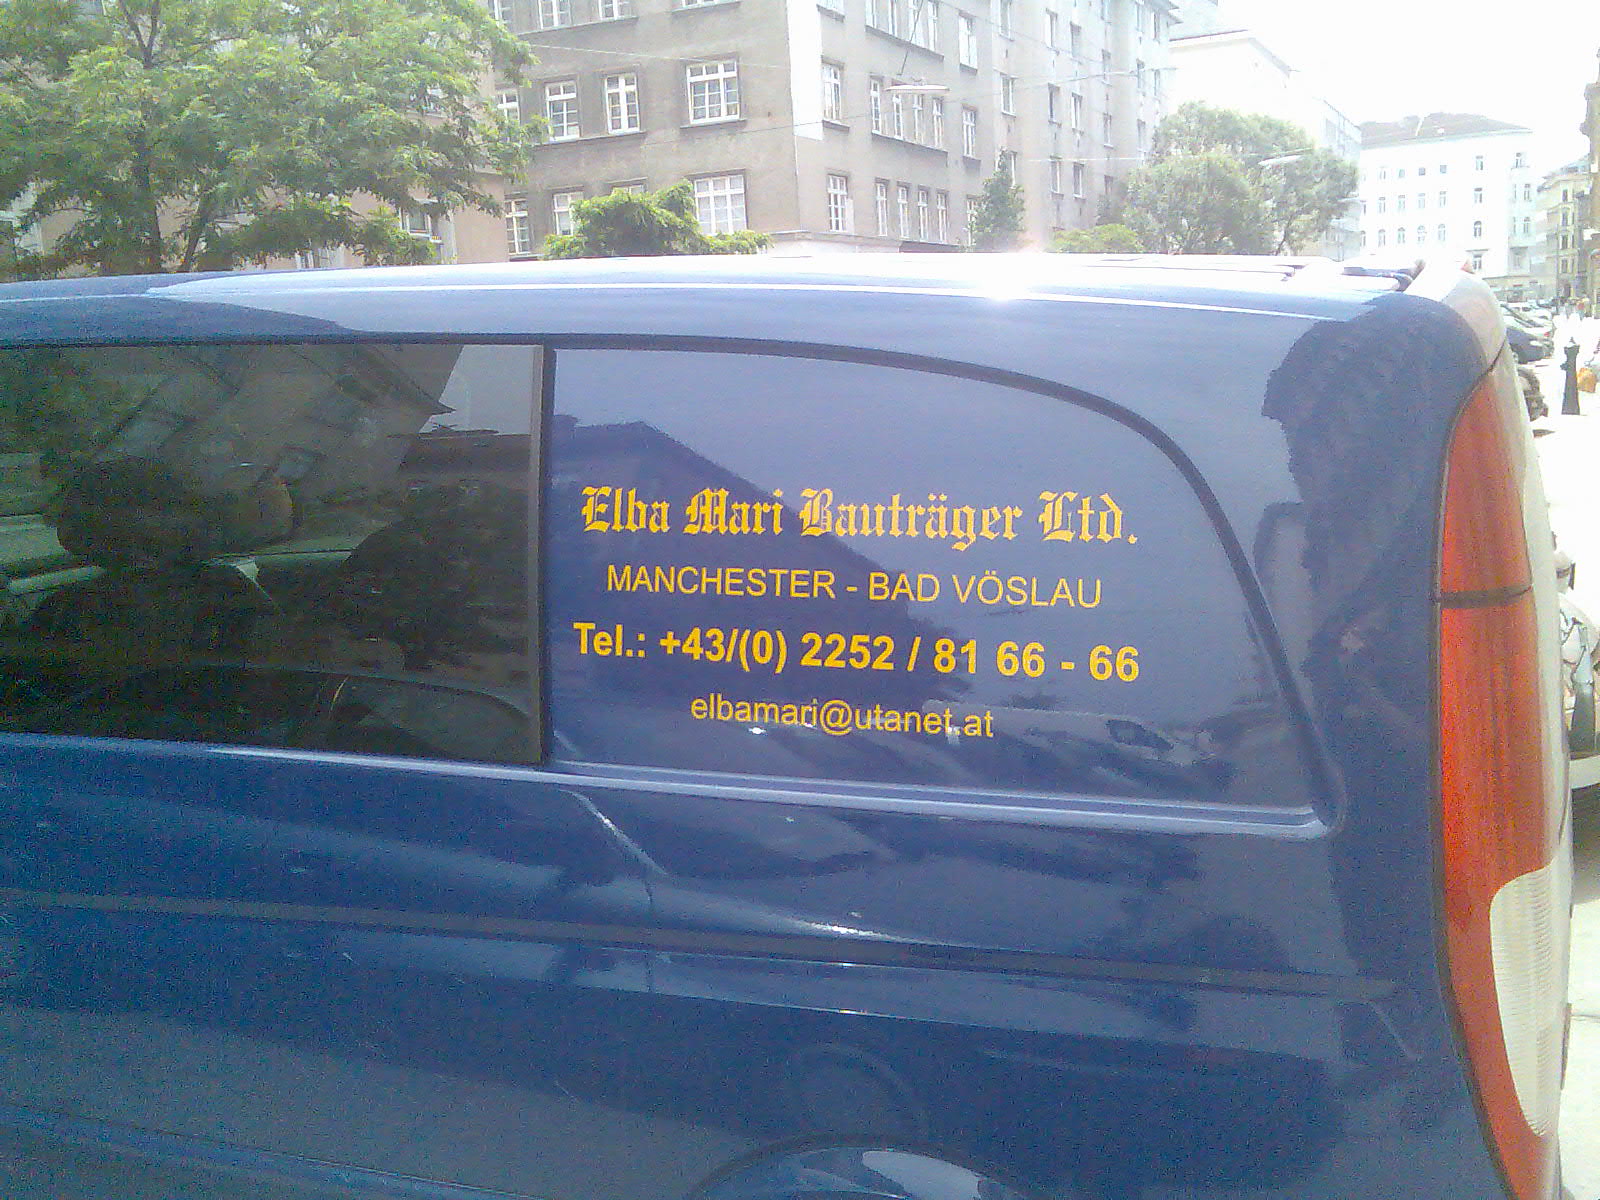 Elba Mari Bauträger Ltd.
MANCHESTER - BAD VÖSLAU
Tel.: +43/(0) 2252 / 81 66 - 66
elbamari@utanet.at